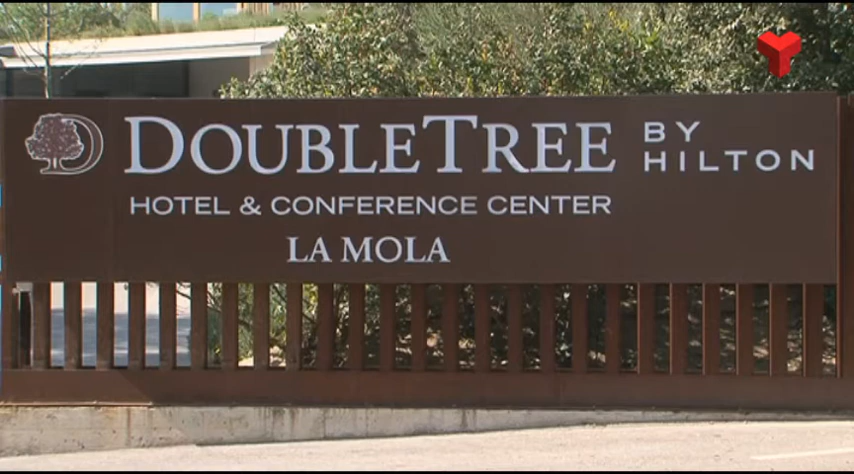 DOUBLETREE BY HILTON
HOTEL & CONFERENCE CENTER
LA MOLA